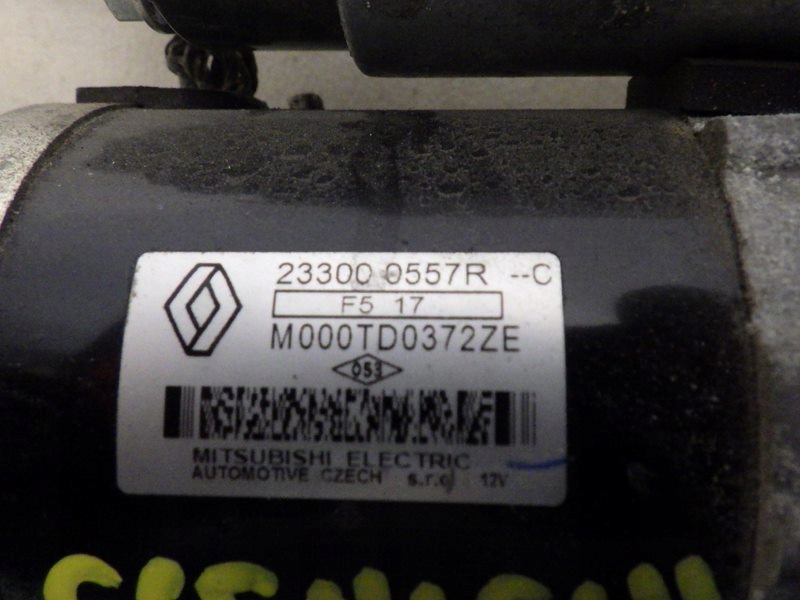 23300 0557R --C
F5 17
M000TD0372ZE
053
MITSUBISHI ELECTRIC
AUTOMOTIVE CZECH s.r.o 12V